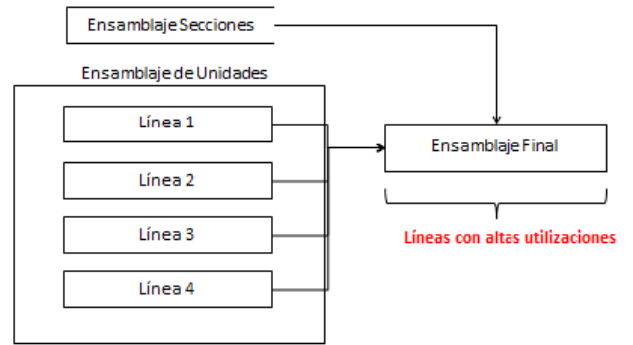 Ensamblaje Secciones
Ensamblaje de Unidades
Línea 1
Línea 2
Línea 3
Línea 4
Ensamblaje Final
Líneas con altas utilizaciones